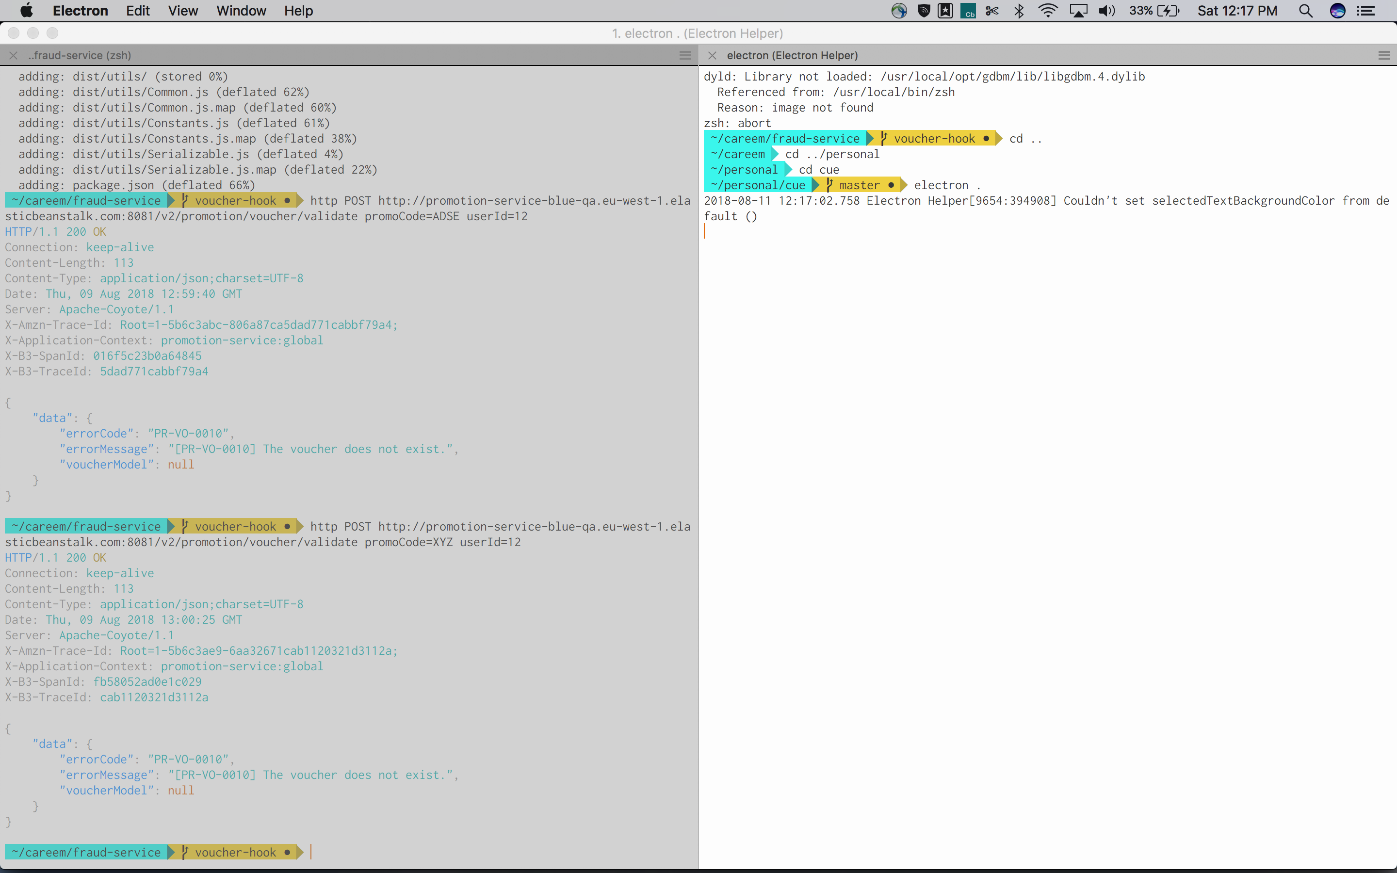 Electron Edit View Window Help
33% Sat 12:17 PM
1. electron . (Electron Helper)
..fraud-service (zsh)
adding: dist/utils/ (stored 0%)
adding: dist/utils/Common.js (deflated 62%)
adding: dist/utils/Common.js.map (deflated 60%)
adding: dist/utils/Constants.js (deflated 61%)
adding: dist/utils/Constants.js.map (deflated 38%)
adding: dist/utils/Serializable.js (deflated 4%)
adding: dist/utils/Serializable.js.map (deflated 22%)
adding: package.json (deflated 66%)
~/careem/fraud-service voucher-hook ● http POST http://promotion-service-blue-qa.eu-west-1.ela
sticbeanstalk.com:8081/v2/promotion/voucher/validate promoCode=ADSE userId=12
HTTP/1.1 200 OK
Connection: keep-alive
Content-Length: 113
Content-Type: application/json;charset=UTF-8
Date: Thu, 09 Aug 2018 12:59:40 GMT
Server: Apache-Coyote/1.1
X-Amzn-Trace-Id: Root=1-5b6c3abc-806a87ca5dad771cabbf79a4;
X-Application-Context: promotion-service:global
X-B3-SpanId: 016f5c23b0a64845
X-B3-TraceId: 5dad771cabbf79a4
{
"data": {
"errorCode": "PR-VO-0010",
"errorMessage": "[PR-VO-0010] The voucher does not exist.",
"voucherModel": null
}
}
~/careem/fraud-service voucher-hook ● http POST http://promotion-service-blue-qa.eu-west-1.ela
sticbeanstalk.com:8081/v2/promotion/voucher/validate promoCode=XYZ userId=12
HTTP/1.1 200 OK
Connection: keep-alive
Content-Length: 113
Content-Type: application/json;charset=UTF-8
Date: Thu, 09 Aug 2018 13:00:25 GMT
Server: Apache-Coyote/1.1
X-Amzn-Trace-Id: Root=1-5b6c3ae9-6aa32671cab1120321d3112a;
X-Application-Context: promotion-service:global
X-B3-SpanId: fb58052ad0e1c029
X-B3-TraceId: cab1120321d3112a
{
"data": {
"errorCode": "PR-VO-0010",
"errorMessage": "[PR-VO-0010] The voucher does not exist.",
"voucherModel": null
}
}
~/careem/fraud-service voucher-hook ●
electron (Electron Helper)
dyld: Library not loaded: /usr/local/opt/gdbm/lib/libgdbm.4.dylib
Referenced from: /usr/local/bin/zsh
Reason: image not found
zsh: abort
~/careem/fraud-service voucher-hook ● cd ..
~/careem cd ../personal
~/personal cd cue
~/personal/cue master ● electron .
2018-08-11 12:17:02.758 Electron Helper[9654:394908] Couldn't set selectedTextBackgroundColor from de
fault ()